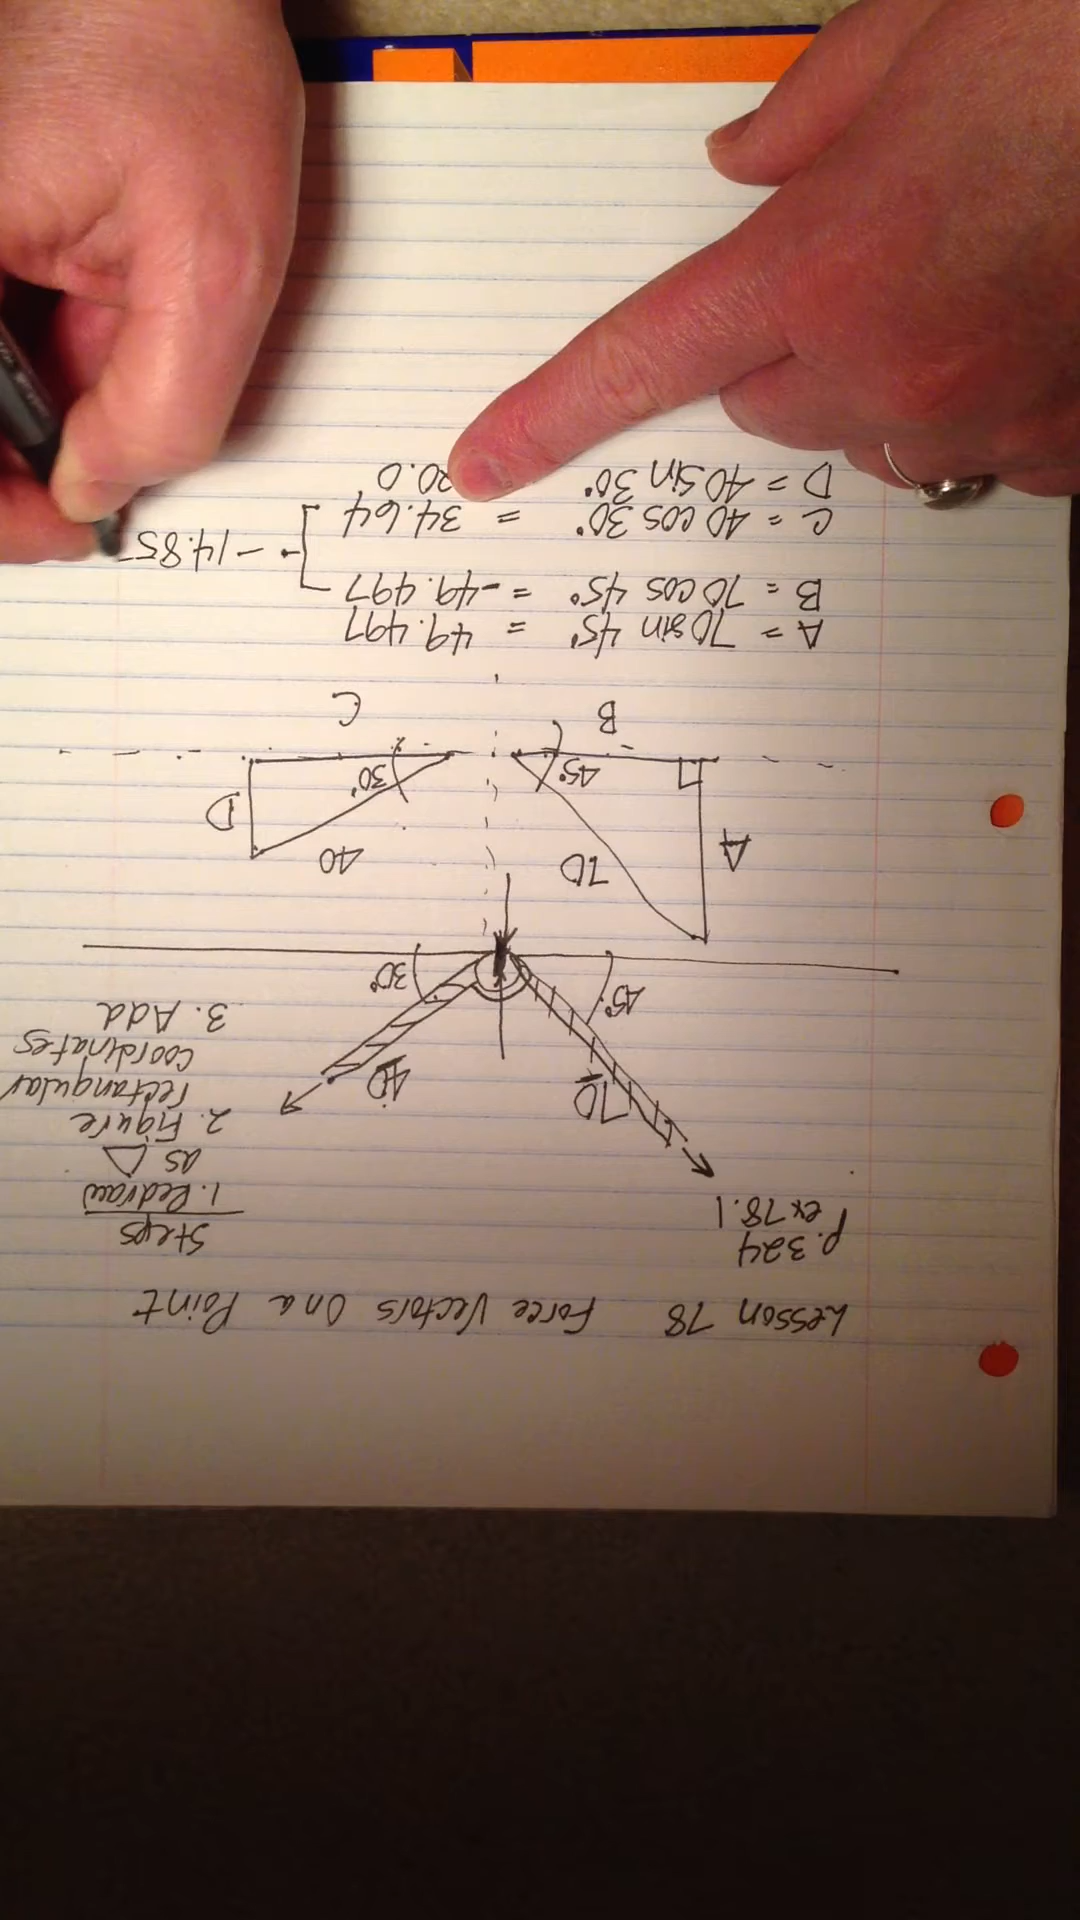 Lesson 78 Force Vectors On a Point
p.324
ex 78.1
Steps
1. Redraw
as
2. Figure
rectangular
coordinates
3. Add
70
40
45°
30°
70
40
A
D
45°
30°
B
C
A = 70 sin 45° = 49.497
B = 70 cos 45° = -49.497
C = 40 cos 30° = 34.64
-14.85
D = 40 sin 30° 20.0